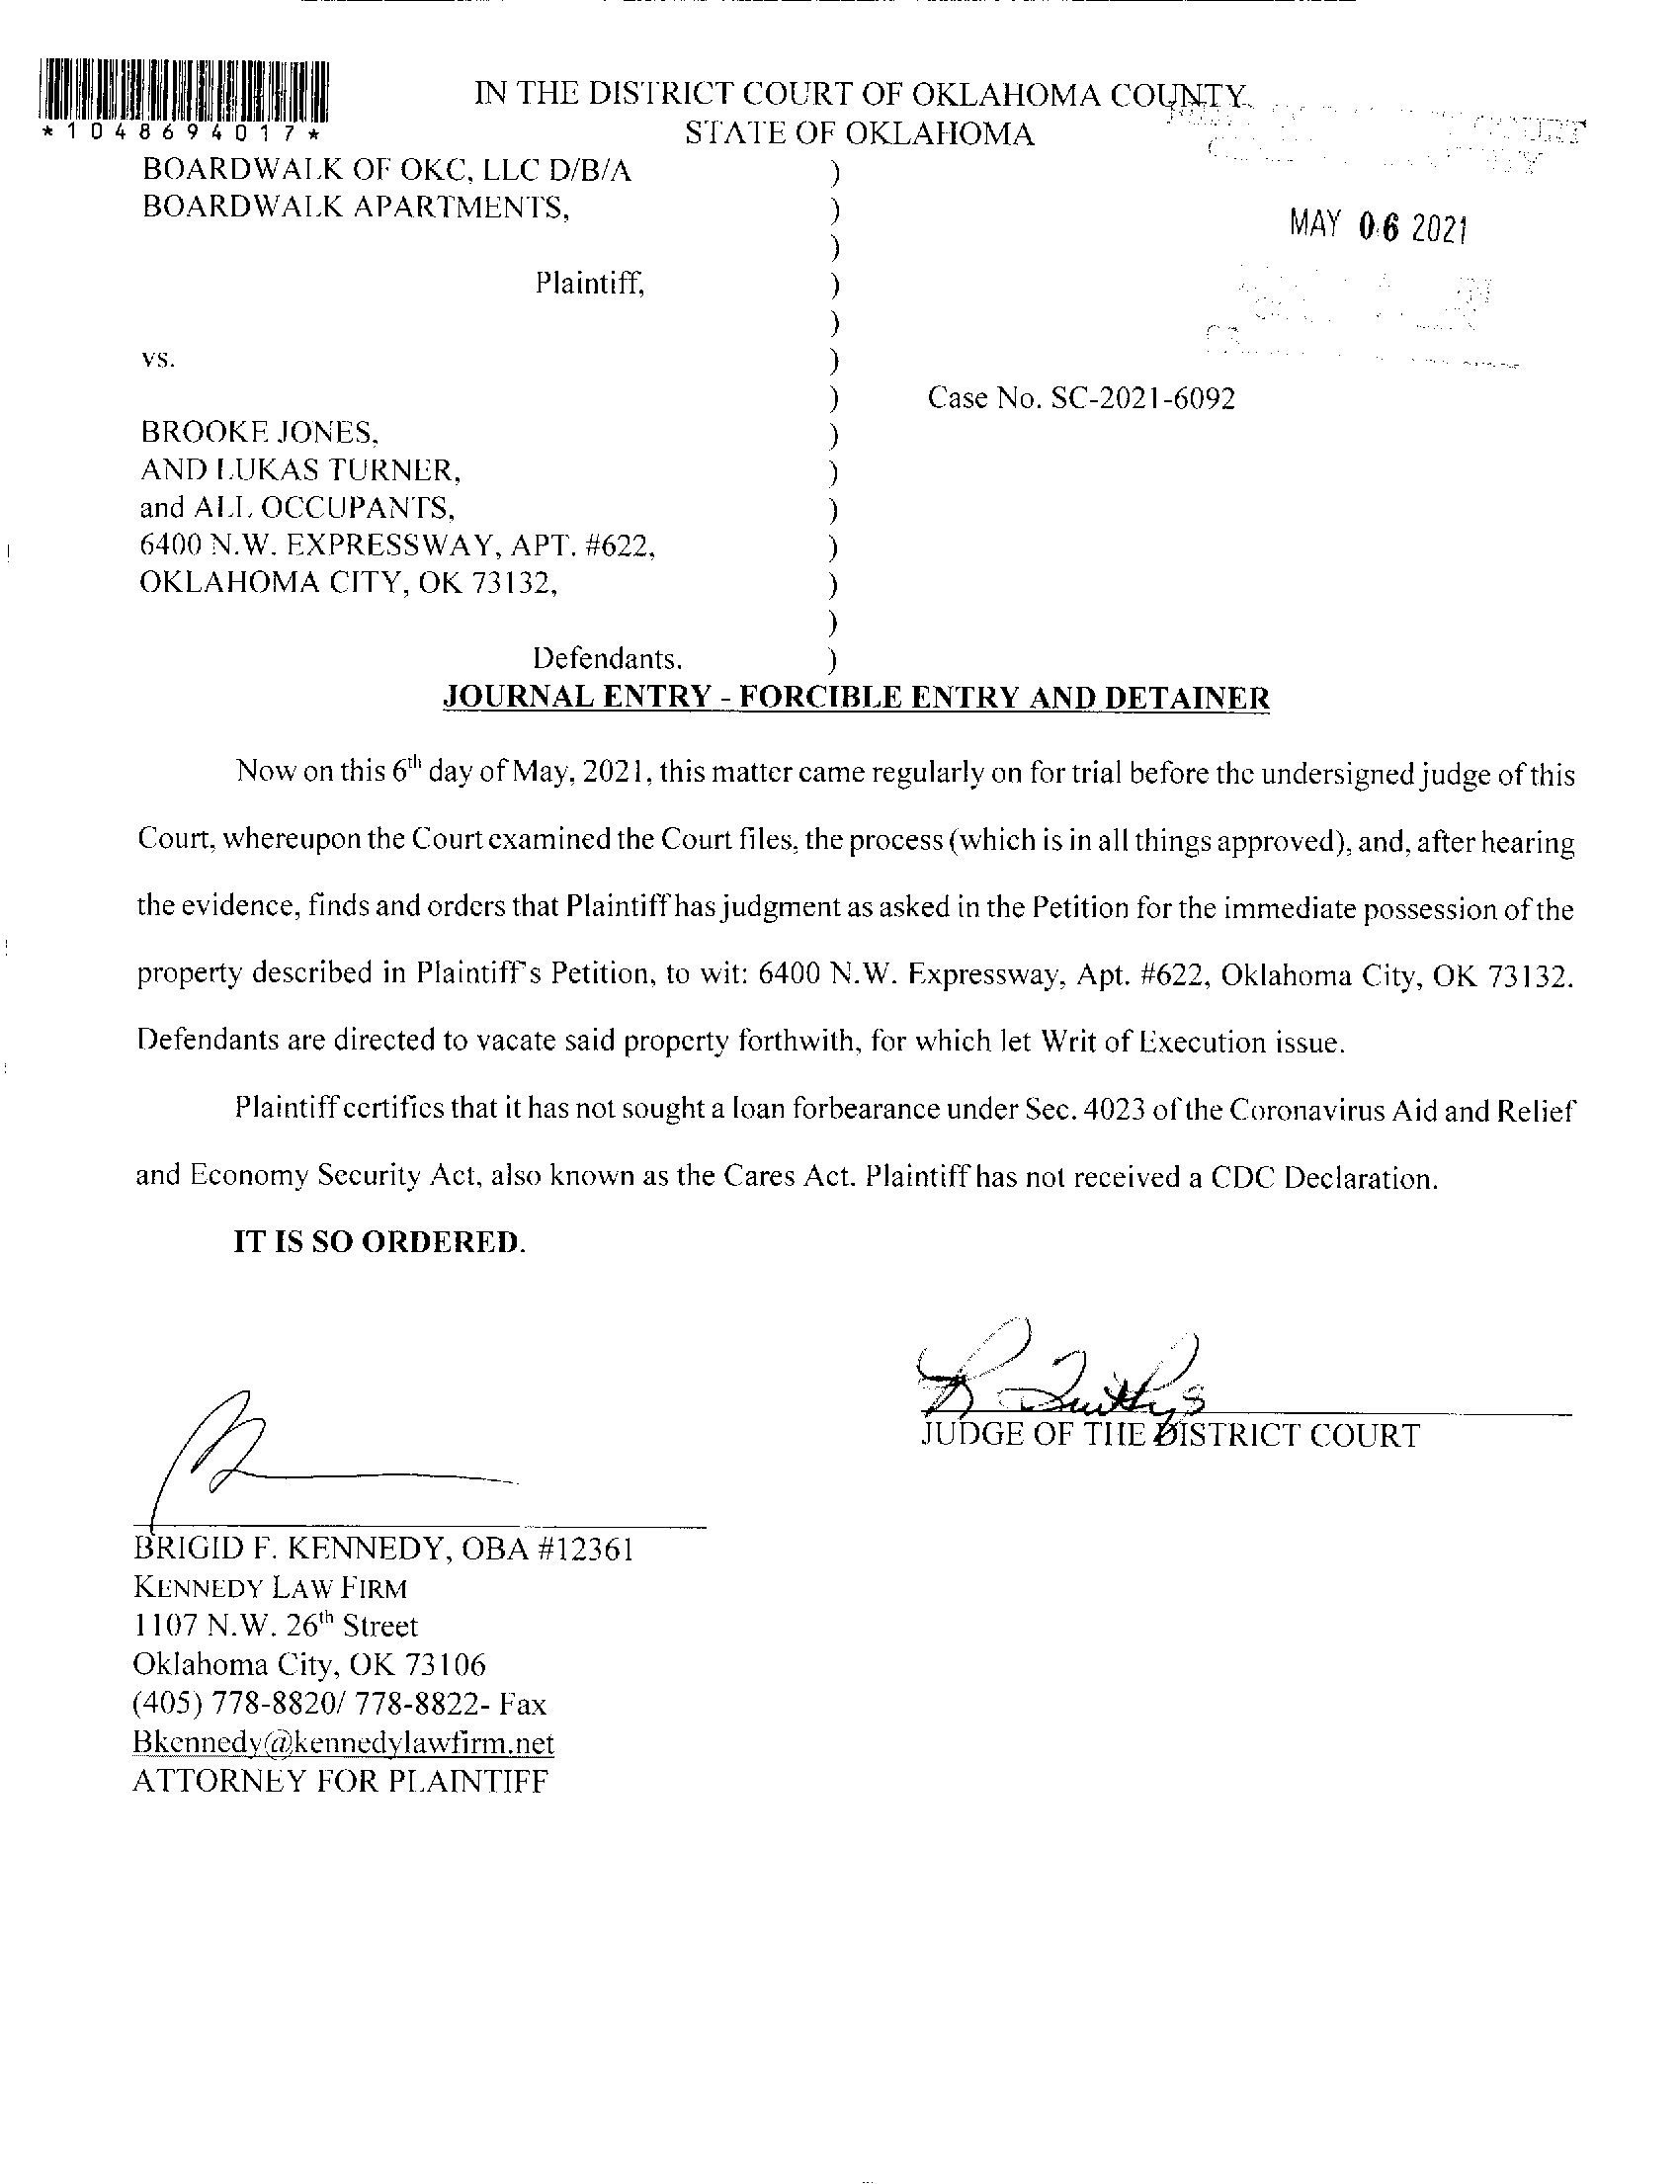 *1048694017*
IN THE DISTRICT COURT OF OKLAHOMA COUNTY
STATE OF OKLAHOMA
BOARDWALK OF OKC, LLC D/B/A )
BOARDWALK APARTMENTS, )
)
MAY 06 2021
Plaintiff, )
)
vs. )
) Case No. SC-2021-6092
BROOKE JONES, )
AND LUKAS TURNER, )
and ALL OCCUPANTS, )
6400 N.W. EXPRESSWAY, APT. #622, )
OKLAHOMA CITY, OK 73132, )
)
Defendants. )
JOURNAL ENTRY - FORCIBLE ENTRY AND DETAINER
Now on this 6th day of May, 2021, this matter came regularly on for trial before the undersigned judge of this
Court, whereupon the Court examined the Court files, the process (which is in all things approved), and, after hearing
the evidence, finds and orders that Plaintiff has judgment as asked in the Petition for the immediate possession of the
property described in Plaintiff's Petition, to wit: 6400 N.W. Expressway, Apt. #622, Oklahoma City, OK 73132.
Defendants are directed to vacate said property forthwith, for which let Writ of Execution issue.
Plaintiff certifies that it has not sought a loan forbearance under Sec. 4023 of the Coronavirus Aid and Relief
and Economy Security Act, also known as the Cares Act. Plaintiff has not received a CDC Declaration.
IT IS SO ORDERED.
JUDGE OF THE DISTRICT COURT
BRIGID F. KENNEDY, OBA #12361
KENNEDY LAW FIRM
1107 N.W. 26th Street
Oklahoma City, OK 73106
(405) 778-8820/ 778-8822- Fax
Bkennedy@kennedylawfirm.net
ATTORNEY FOR PLAINTIFF